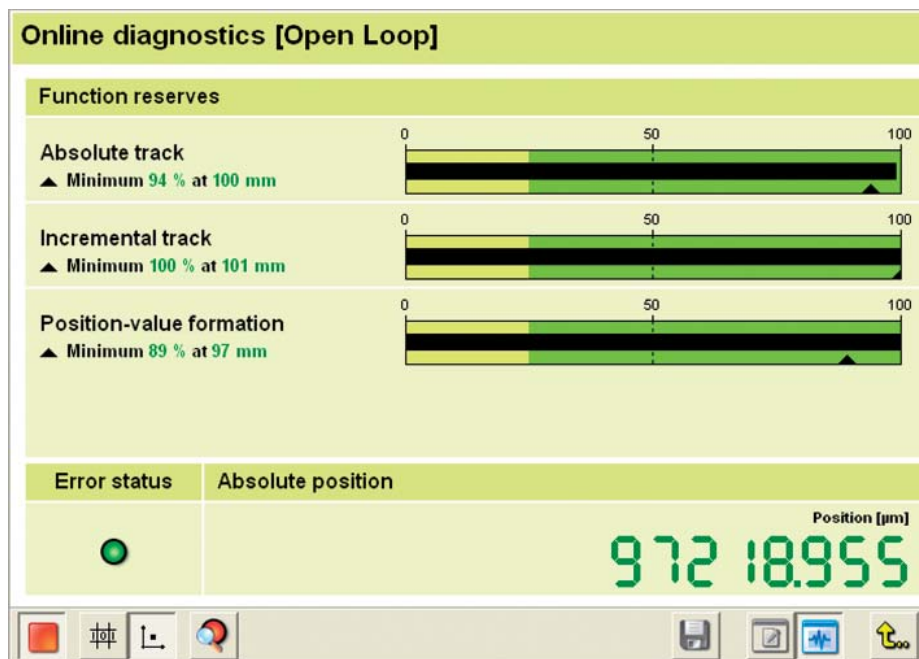 Online diagnostics [Open Loop]
Function reserves
0 50 100
Absolute track
▲ Minimum 94 % at 100 mm
0 50 100
Incremental track
▲ Minimum 100 % at 101 mm
0 50 100
Position-value formation
▲ Minimum 89 % at 97 mm
Error status Absolute position
Position [µm]
97218.955